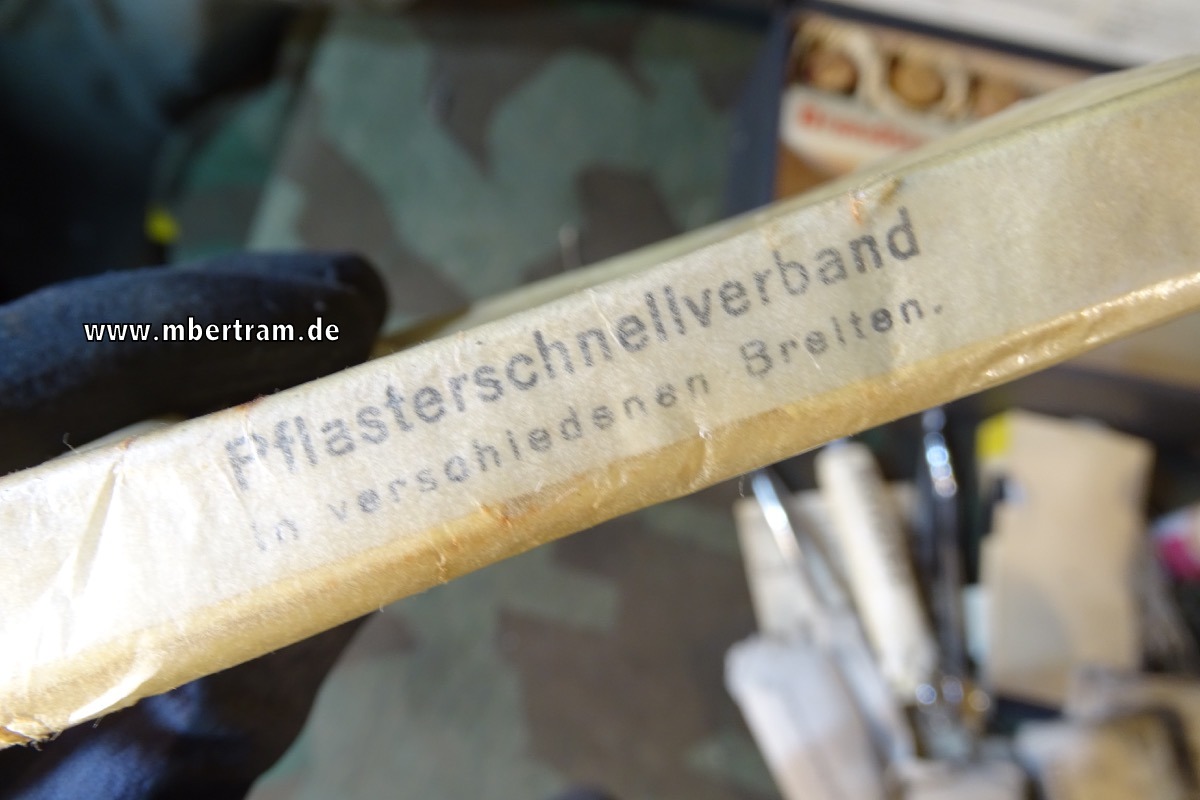 www.mbertram.de
Pflasterschnellverband
in verschiedenen Breiten.